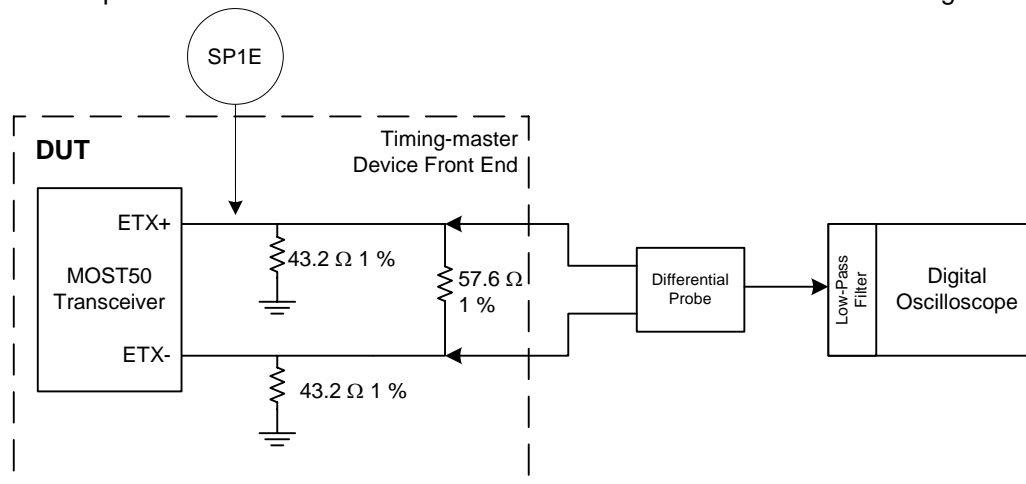 SP1E
DUT
Timing-master
Device Front End
ETX+
MOST50
Transceiver
ETX-
43.2 Ω 1 %
57.6 Ω
1 %
43.2 Ω 1 %
Differential
Probe
Low-Pass
Filter
Digital
Oscilloscope